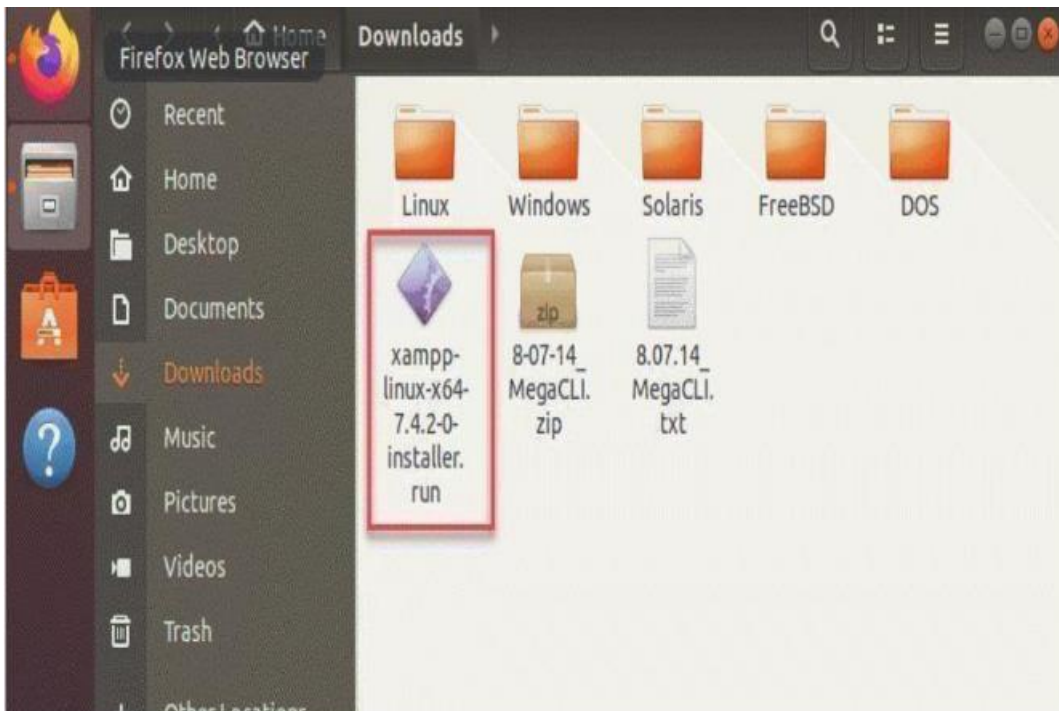 Home
Downloads
Firefox Web Browser
Recent
Home
Desktop
Documents
Downloads
Music
Pictures
Videos
Trash
Other Locations
Linux
Windows
Solaris
FreeBSD
DOS
xampp-
linux-x64-
7.4.2-0-
installer.
run
zip
8-07-14_
MegaCLI.
zip
8.07.14_
MegaCLI.
txt